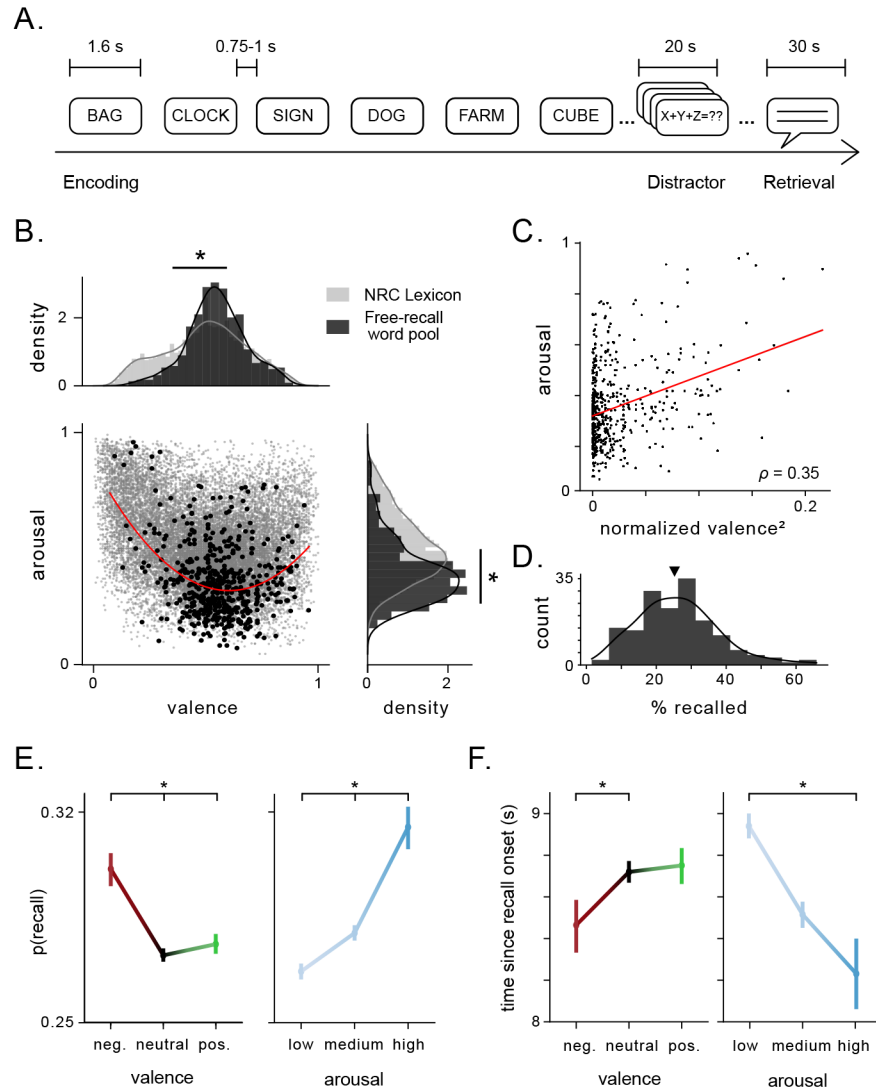 A.
1.6 s 0.75-1 s 20 s 30 s
BAG CLOCK SIGN DOG FARM CUBE ... X+Y+Z=?? ...
Encoding Distractor Retrieval
B.
*
density
2
0
NRC Lexicon
Free-recall
word pool
1
arousal
0
0 1
valence
*
0 2
density
C.
1
arousal
0
ρ = 0.35
0 0.2
normalized valence²
D.
35
count
0
0 20 40 60
% recalled
E.
* *
0.32
p(recall)
0.25
neg. neutral pos. low medium high
valence arousal
F.
* *
9
time since recall onset (s)
8
neg. neutral pos. low medium high
valence arousal